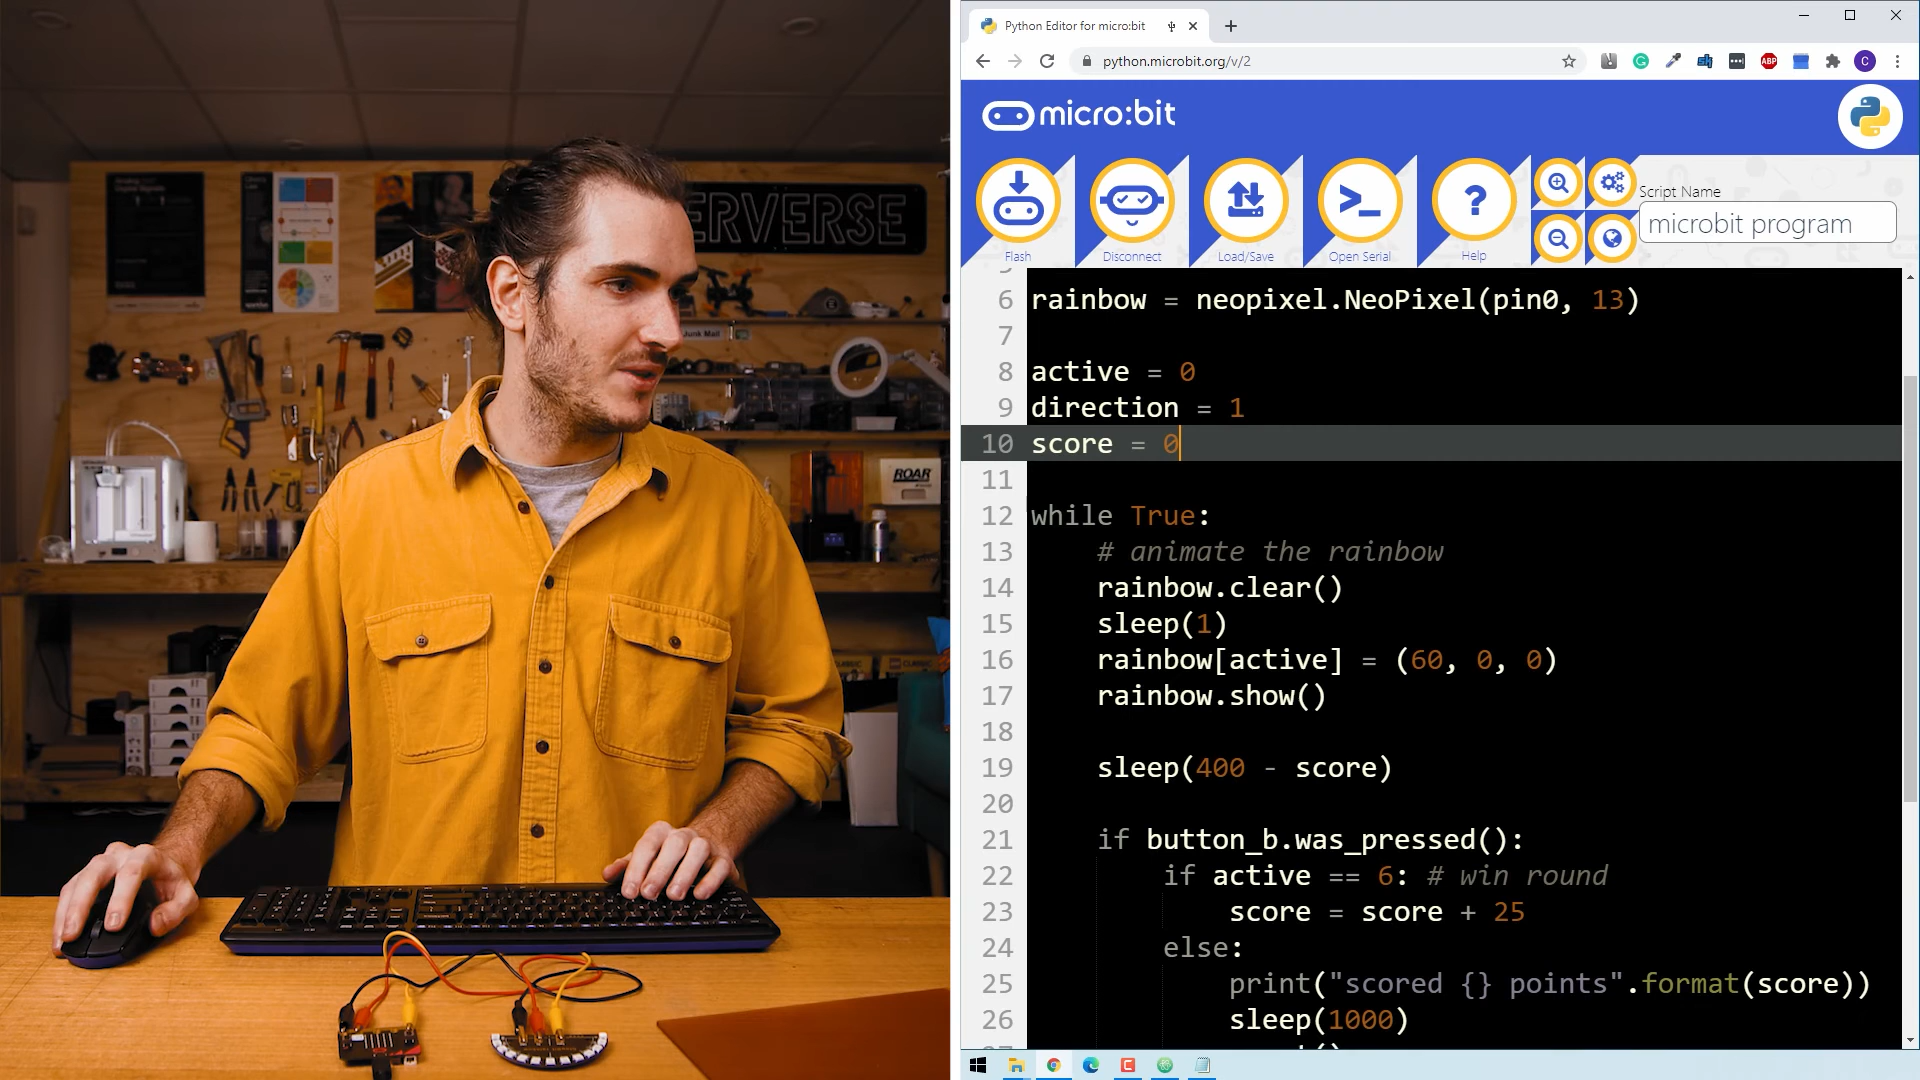 ERVERSE
Junk Mail
ROAR
Python Editor for micro:bit
python.microbit.org/v/2
ABP
C
micro:bit
Flash
Disconnect
Load/Save
Open Serial
Help
Script Name
microbit program
6 rainbow = neopixel.NeoPixel(pin0, 13)
7
8 active = 0
9 direction = 1
10 score = 0
11
12 while True:
13 # animate the rainbow
14 rainbow.clear()
15 sleep(1)
16 rainbow[active] = (60, 0, 0)
17 rainbow.show()
18
19 sleep(400 - score)
20
21 if button_b.was_pressed():
22 if active == 6: # win round
23 score = score + 25
24 else:
25 print("scored {} points".format(score))
26 sleep(1000)